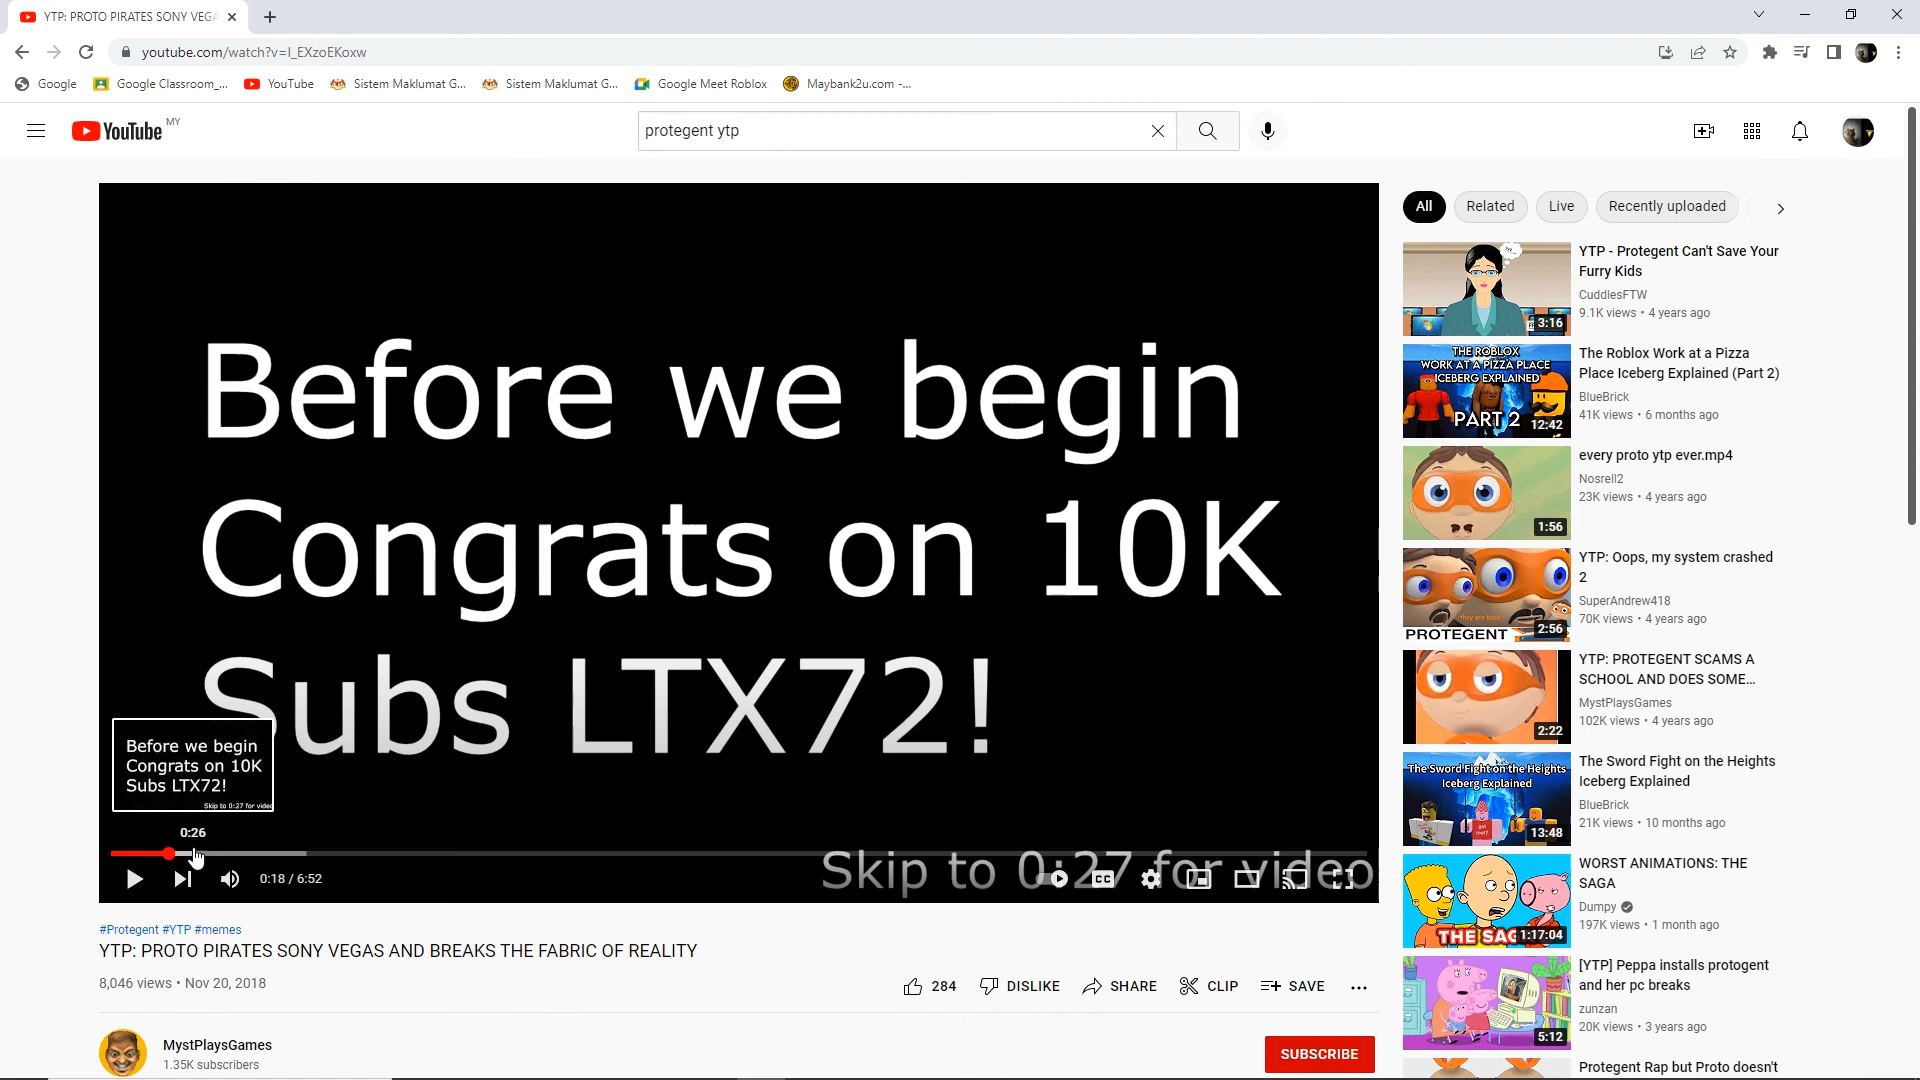 YTP: PROTO PIRATES SONY VEGA
youtube.com/watch?v=I_EXzoEKoxw
Google
Google Classroom_...
YouTube
Sistem Maklumat G...
Sistem Maklumat G...
Google Meet Roblox
Maybank2u.com -...
YouTube MY
protegent ytp
Before we begin
Congrats on 10K
Subs LTX72!
Before we begin
Congrats on 10K
Subs LTX72!
Skip to 0:27 for video
0:26
Skip to 0:27 for video
0:18 / 6:52
CC
#Protegent #YTP #memes
YTP: PROTO PIRATES SONY VEGAS AND BREAKS THE FABRIC OF REALITY
8,046 views • Nov 20, 2018
284
DISLIKE
SHARE
CLIP
SAVE
MystPlaysGames
1.35K subscribers
SUBSCRIBE
All
Related
Live
Recently uploaded
3:16
YTP - Protegent Can't Save Your
Furry Kids
CuddlesFTW
9.1K views • 4 years ago
THE ROBLOX
WORK AT A PIZZA PLACE
ICEBERG EXPLAINED
PART 2
12:42
The Roblox Work at a Pizza
Place Iceberg Explained (Part 2)
BlueBrick
41K views • 6 months ago
1:56
every proto ytp ever.mp4
Nosrell2
23K views • 4 years ago
they are back
PROTEGENT
2:56
YTP: Oops, my system crashed
2
SuperAndrew418
70K views • 4 years ago
2:22
YTP: PROTEGENT SCAMS A
SCHOOL AND DOES SOME...
MystPlaysGames
102K views • 4 years ago
The Sword Fight on the Heights
Iceberg Explained
13:48
The Sword Fight on the Heights
Iceberg Explained
BlueBrick
21K views • 10 months ago
THE SAG
1:17:04
WORST ANIMATIONS: THE
SAGA
Dumpy
197K views • 1 month ago
5:12
[YTP] Peppa installs protogent
and her pc breaks
zunzan
20K views • 3 years ago
Protegent Rap but Proto doesn't